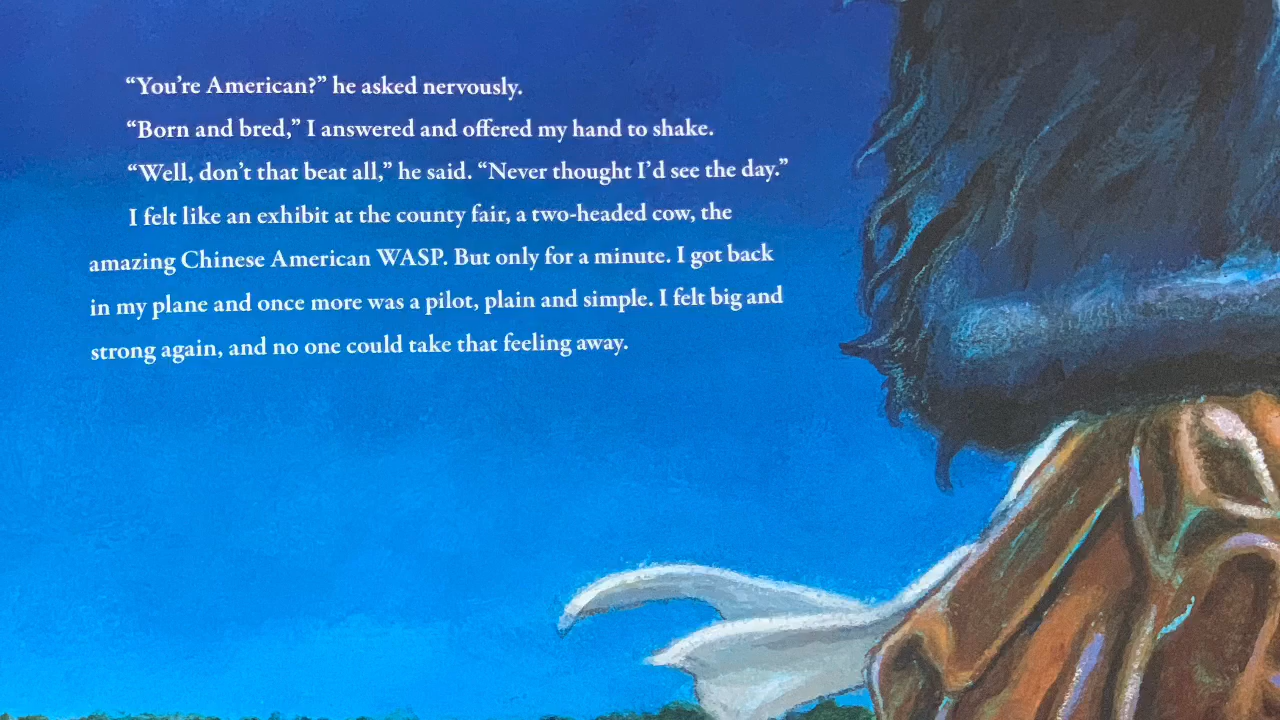 “You’re American?” he asked nervously.
“Born and bred,” I answered and offered my hand to shake.
“Well, don’t that beat all,” he said. “Never thought I’d see the day.”
I felt like an exhibit at the county fair, a two-headed cow, the
amazing Chinese American WASP. But only for a minute. I got back
in my plane and once more was a pilot, plain and simple. I felt big and
strong again, and no one could take that feeling away.